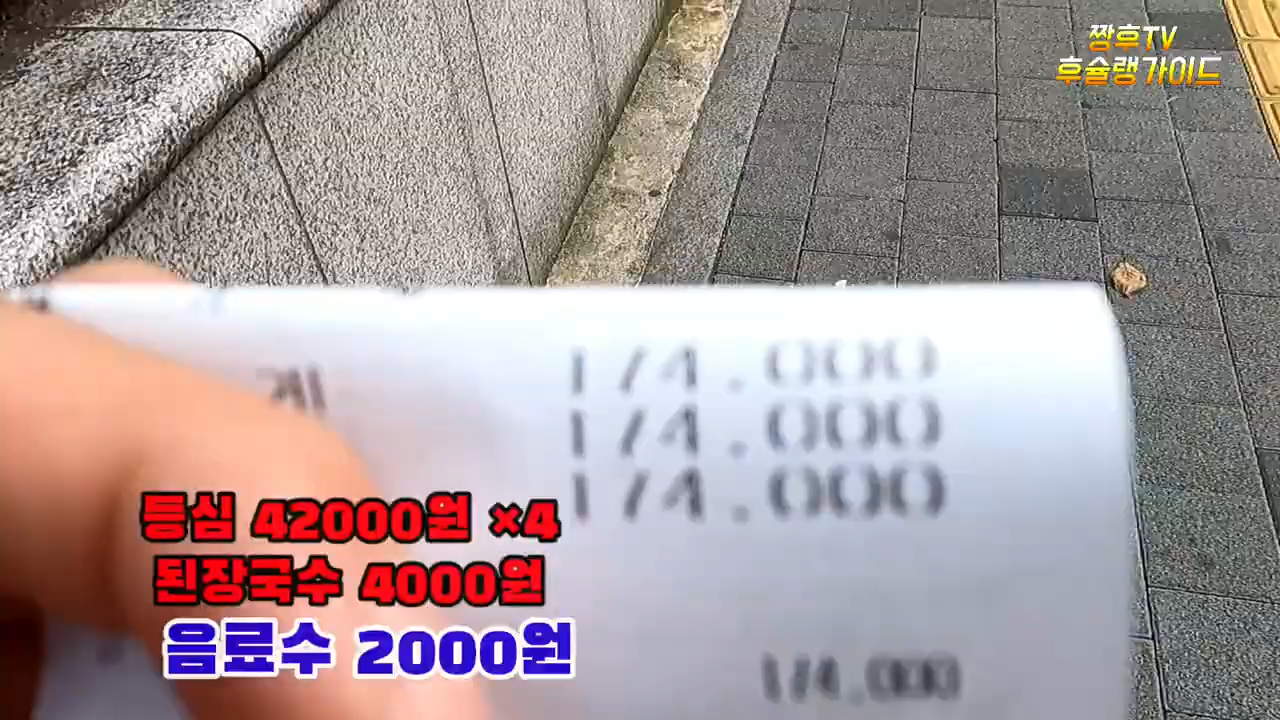 짱후TV
후슐랭가이드
계 174,000
174,000
174,000
등심 42000원 ×4
된장국수 4000원
음료수 2000원
174,000